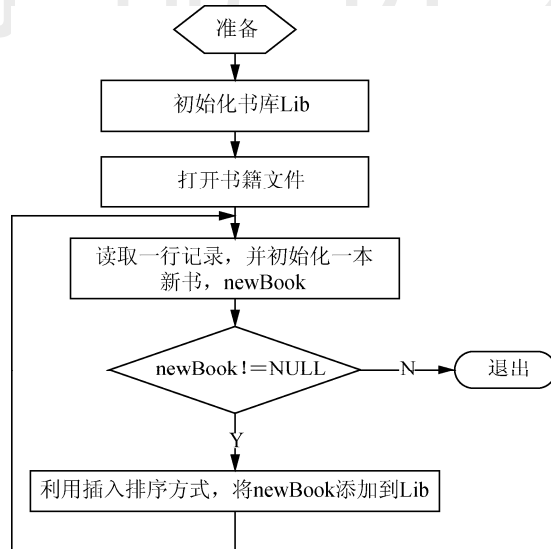 准备
初始化书库Lib
打开书籍文件
读取一行记录，并初始化一本
新书，newBook
newBook!=NULL
N
退出
Y
利用插入排序方式，将newBook添加到Lib